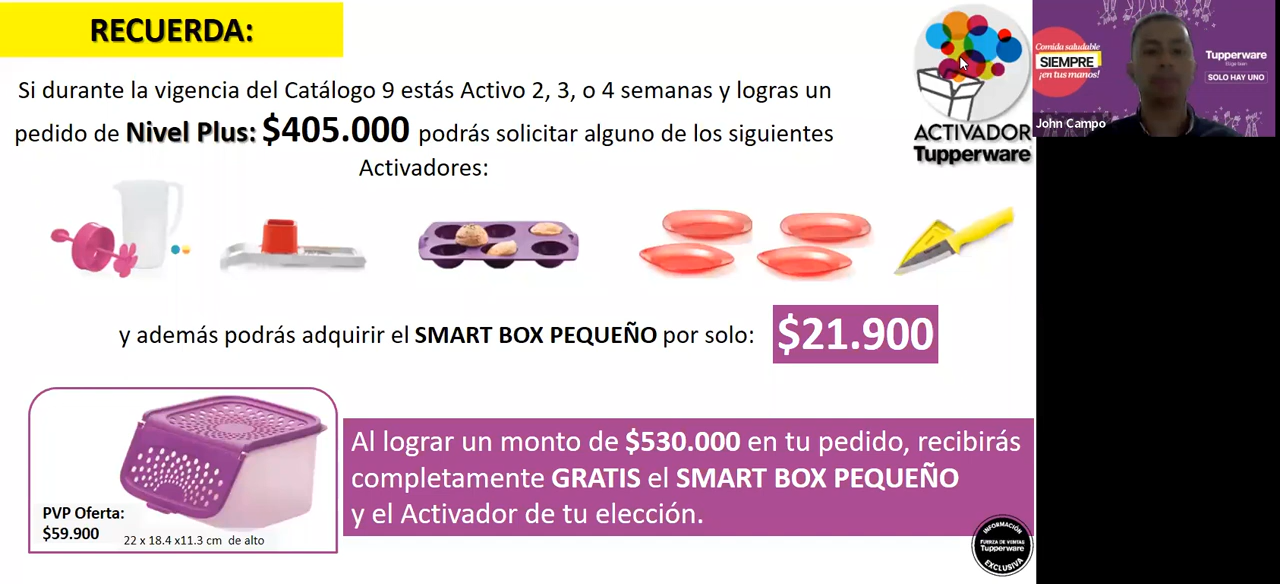 RECUERDA:
Si durante la vigencia del Catálogo 9 estás Activo 2, 3, o 4 semanas y logras un
pedido de Nivel Plus: $405.000 podrás solicitar alguno de los siguientes
Activadores:
ACTIVADOR
Tupperware
y además podrás adquirir el SMART BOX PEQUEÑO por solo:
$21.900
PVP Oferta:
$59.900
22 x 18.4 x11.3 cm de alto
Al lograr un monto de $530.000 en tu pedido, recibirás
completamente GRATIS el SMART BOX PEQUEÑO
y el Activador de tu elección.
INFORMACIÓN
FUERZA DE VENTAS
Tupperware
EXCLUSIVA
Comida saludable
SIEMPRE
¡en tus manos!
Tupperware
SOLO HAY UNO
John Campo